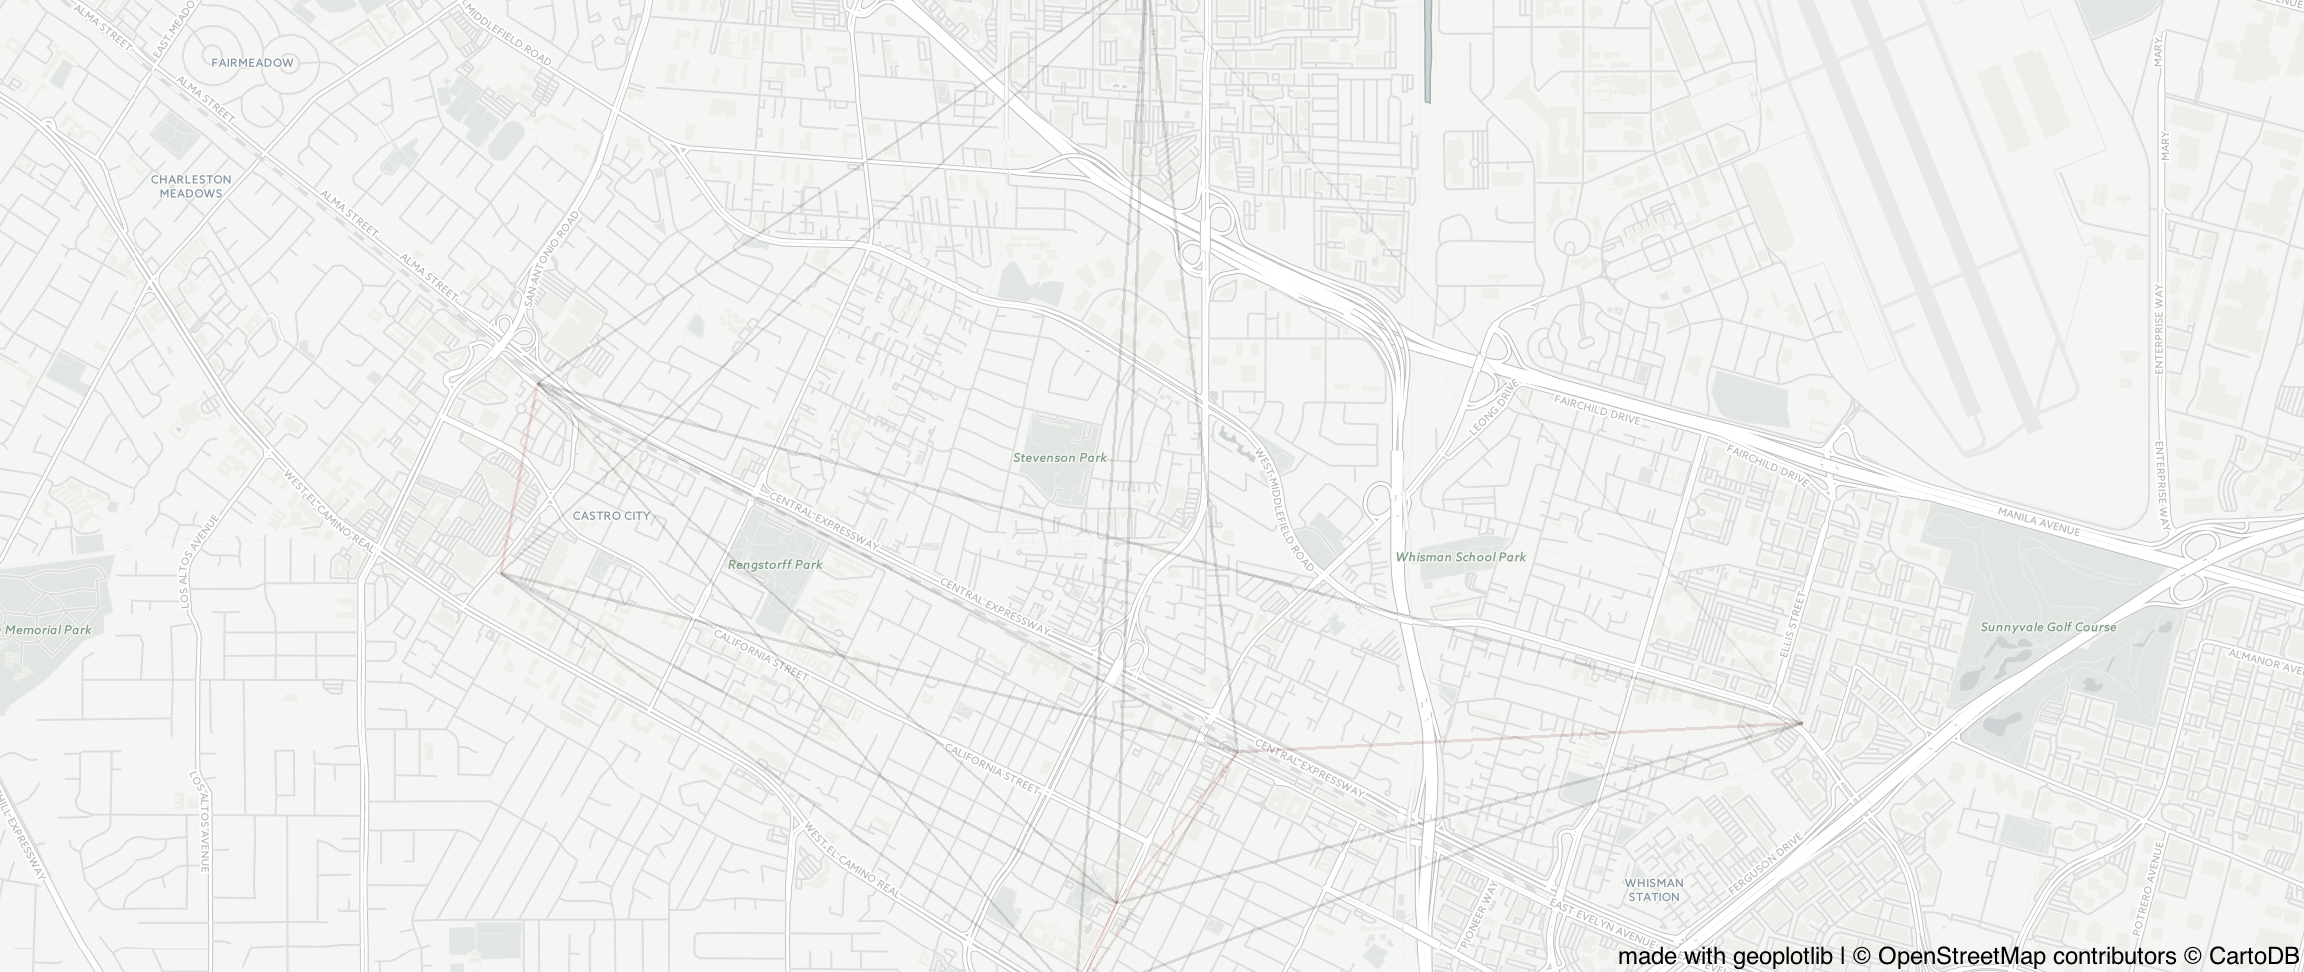 ALMA STREET
EAST MEADO
MIDDLEFIELD ROAD
FAIRMEADOW
ALMA STREET
MARY
MARY
CHARLESTON
MEADOWS
ALMA STREET
SAN ANTONIO ROAD
ALMA STREET
ENTERPRISE WAY
FAIRCHILD DRIVE
LEONG DRIVE
Stevenson Park
WEST MIDDLEFIELD ROAD
FAIRCHILD DRIVE
ENTERPRISE WAY
WEST EL CAMINO REAL
CASTRO CITY
CENTRAL EXPRESSWAY
MANILA AVENUE
LOS ALTOS AVENUE
Rengstorff Park
Whisman School Park
CENTRAL EXPRESSWAY
ELLIS STREET
Memorial Park
Sunnyvale Golf Course
CALIFORNIA STREET
ALMANOR AVE
CALIFORNIA STREET
CENTRAL EXPRESSWAY
LOS ALTOS AVENUE
HILL EXPRESSWAY
WEST EL CAMINO REAL
FERGUSON DRIVE
WHISMAN
STATION
PIONEER WAY
EAST EVELYN AVENUE
POTRERO AVENUE
made with geoplotlib | © OpenStreetMap contributors © CartoDB